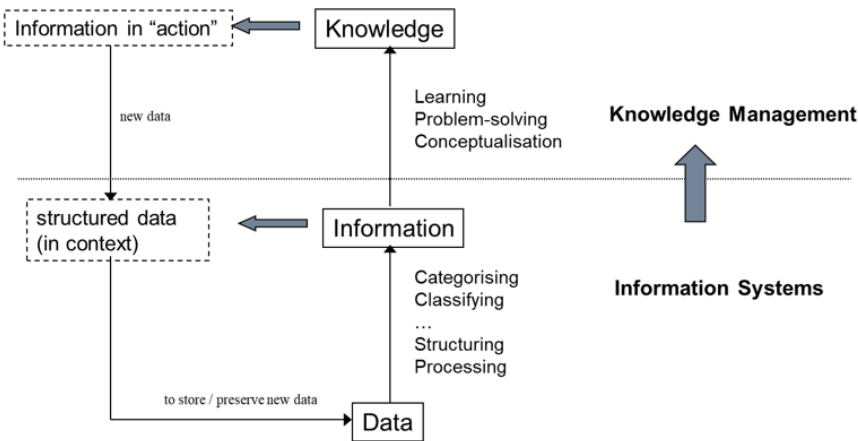 Information in “action”
Knowledge
new data
Learning
Problem-solving
Conceptualisation
Knowledge Management
structured data
(in context)
Information
Categorising
Classifying
…
Structuring
Processing
Information Systems
to store / preserve new data
Data